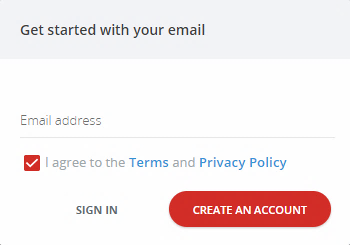 Get started with your email
Email address
I agree to the Terms and Privacy Policy
SIGN IN
CREATE AN ACCOUNT